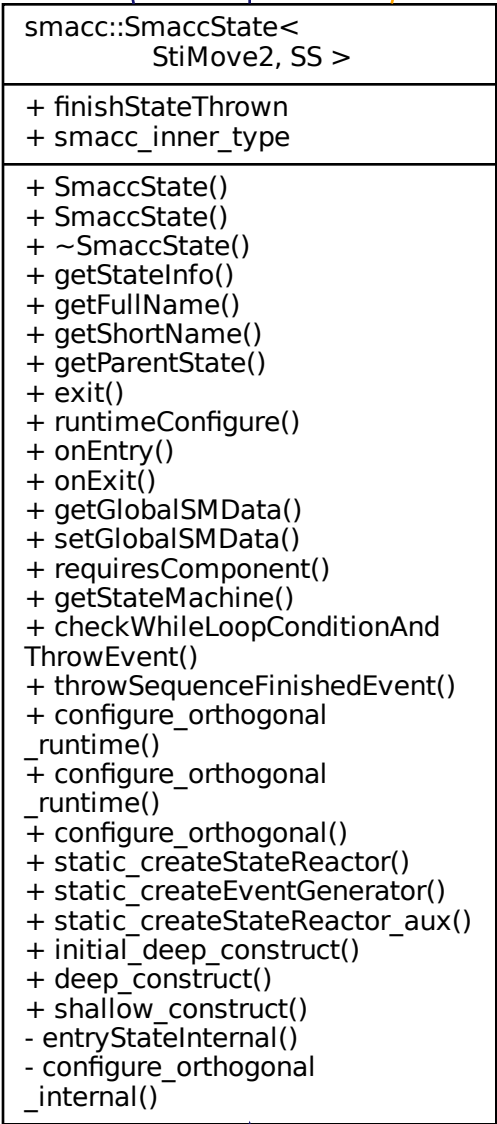 smacc::SmaccState<
StiMove2, SS >
+ finishStateThrown
+ smacc_inner_type
+ SmaccState()
+ SmaccState()
+ ~SmaccState()
+ getStateInfo()
+ getFullName()
+ getShortName()
+ getParentState()
+ exit()
+ runtimeConfigure()
+ onEntry()
+ onExit()
+ getGlobalSMData()
+ setGlobalSMData()
+ requiresComponent()
+ getStateMachine()
+ checkWhileLoopConditionAnd
ThrowEvent()
+ throwSequenceFinishedEvent()
+ configure_orthogonal
_runtime()
+ configure_orthogonal
_runtime()
+ configure_orthogonal()
+ static_createStateReactor()
+ static_createEventGenerator()
+ static_createStateReactor_aux()
+ initial_deep_construct()
+ deep_construct()
+ shallow_construct()
- entryStateInternal()
- configure_orthogonal
_internal()